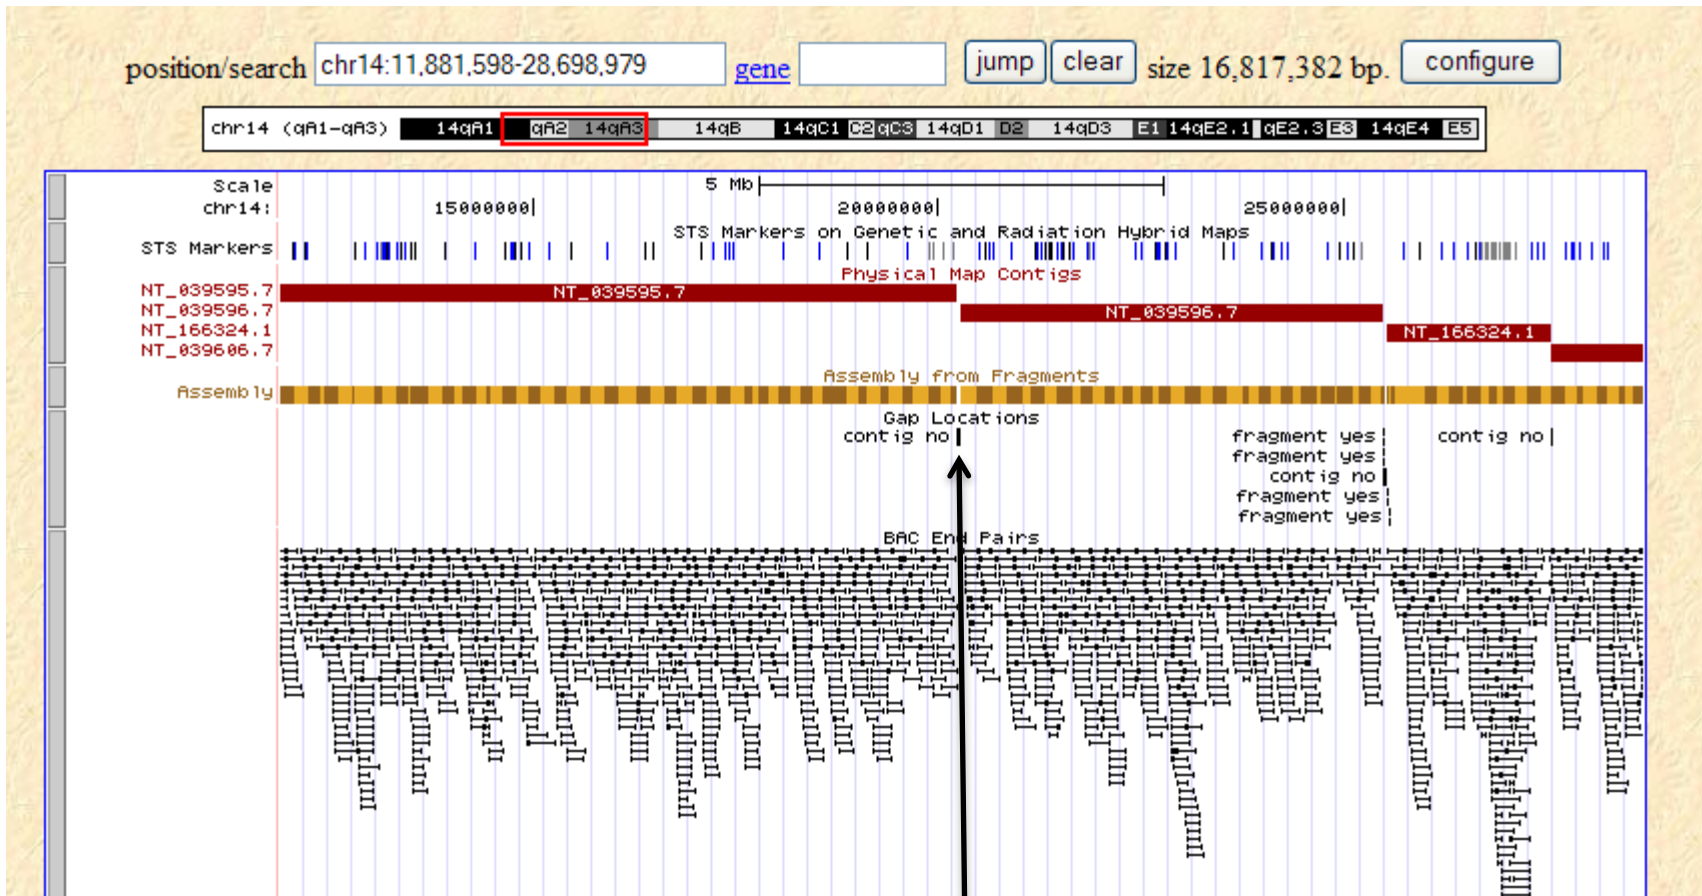 position/search chr14:11,881,598-28,698,979 gene jump clear size 16,817,382 bp. configure
chr14 (qA1-qA3) 14qA1 qA2 14qA3 14qB 14qC1 C2 qC3 14qD1 D2 14qD3 E1 14qE2.1 qE2.3 E3 14qE4 E5
Scale 5 Mb
chr14: 15000000 20000000 25000000
STS Markers on Genetic and Radiation Hybrid Maps
STS Markers
Physical Map Contigs
NT_039595.7 NT_039595.7
NT_039596.7 NT_039596.7
NT_166324.1 NT_166324.1
NT_039606.7
Assembly from Fragments
Assembly
Gap Locations
contig no fragment yes contig no
fragment yes
contig no
fragment yes
fragment yes
BAC End Pairs